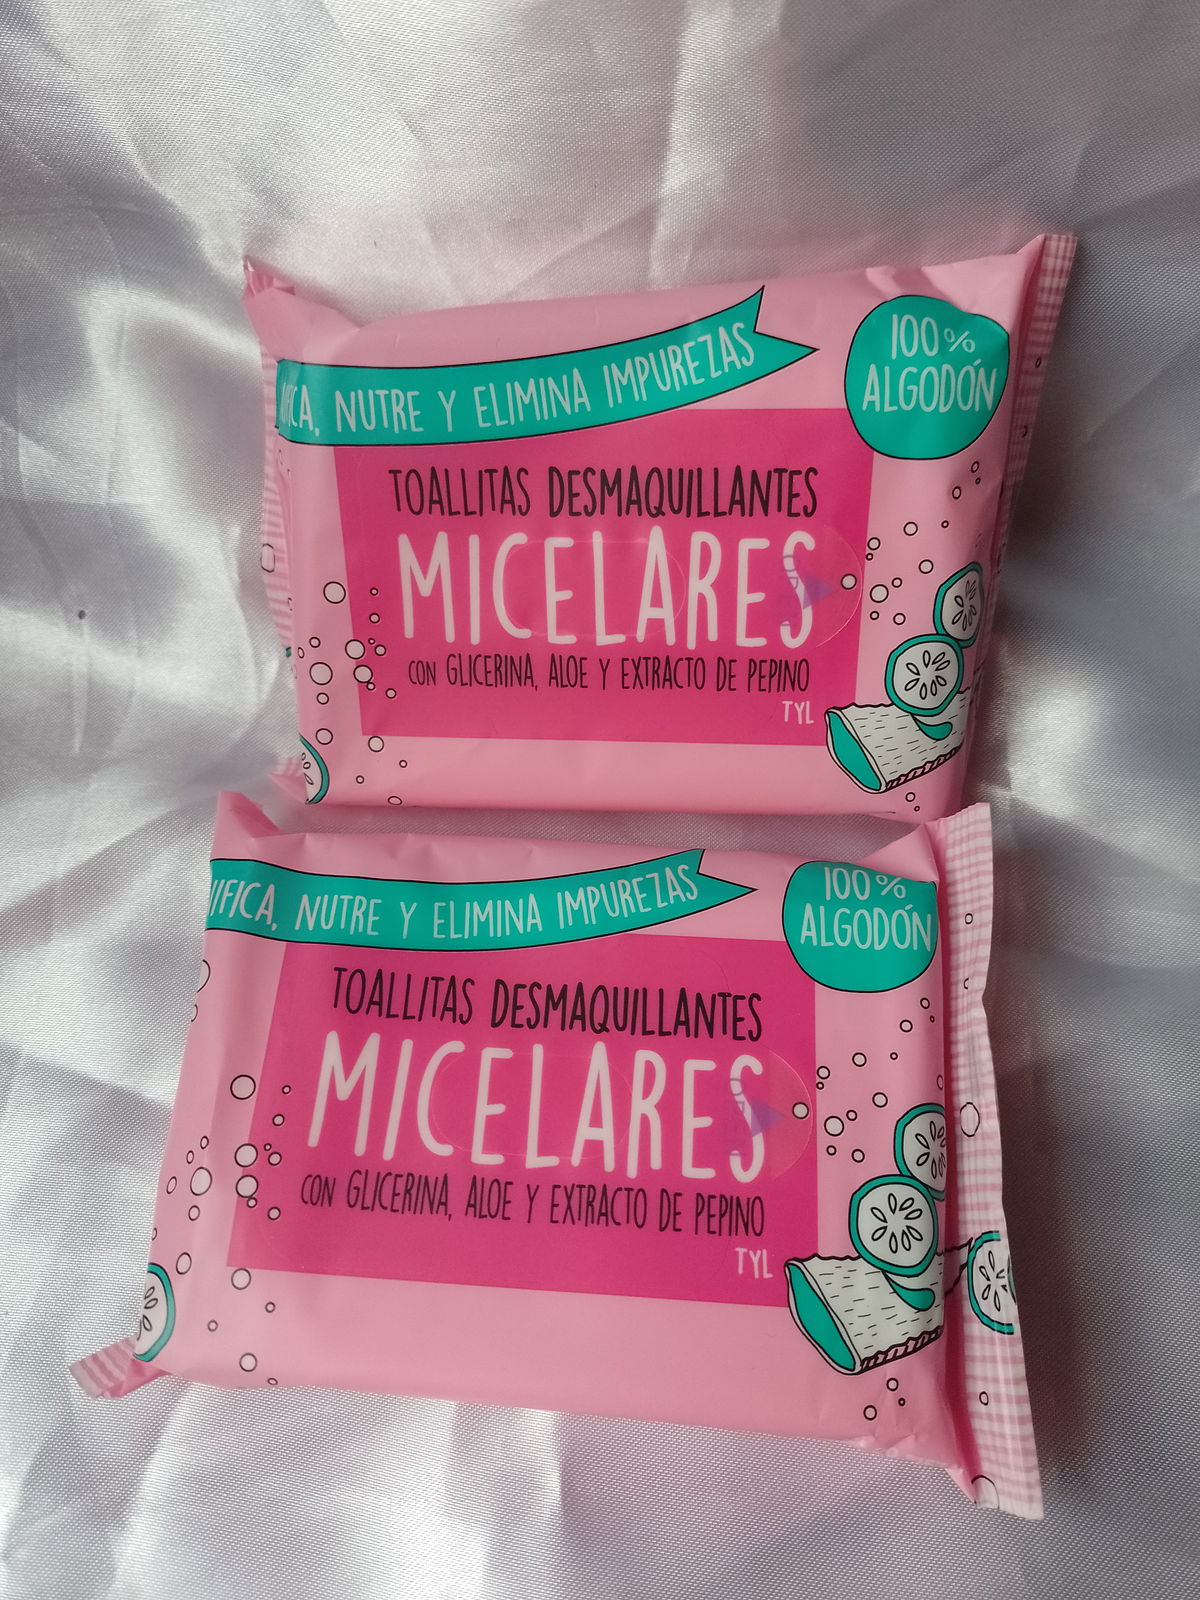 NUTRE Y ELIMINA IMPUREZAS
100%
ALGODÓN
TOALLITAS DESMAQUILLANTES
MICELARES
CON GLICERINA, ALOE Y EXTRACTO DE PEPINO
TYL
NUTRE Y ELIMINA IMPUREZAS
100%
ALGODÓN
TOALLITAS DESMAQUILLANTES
MICELARES
CON GLICERINA, ALOE Y EXTRACTO DE PEPINO
TYL